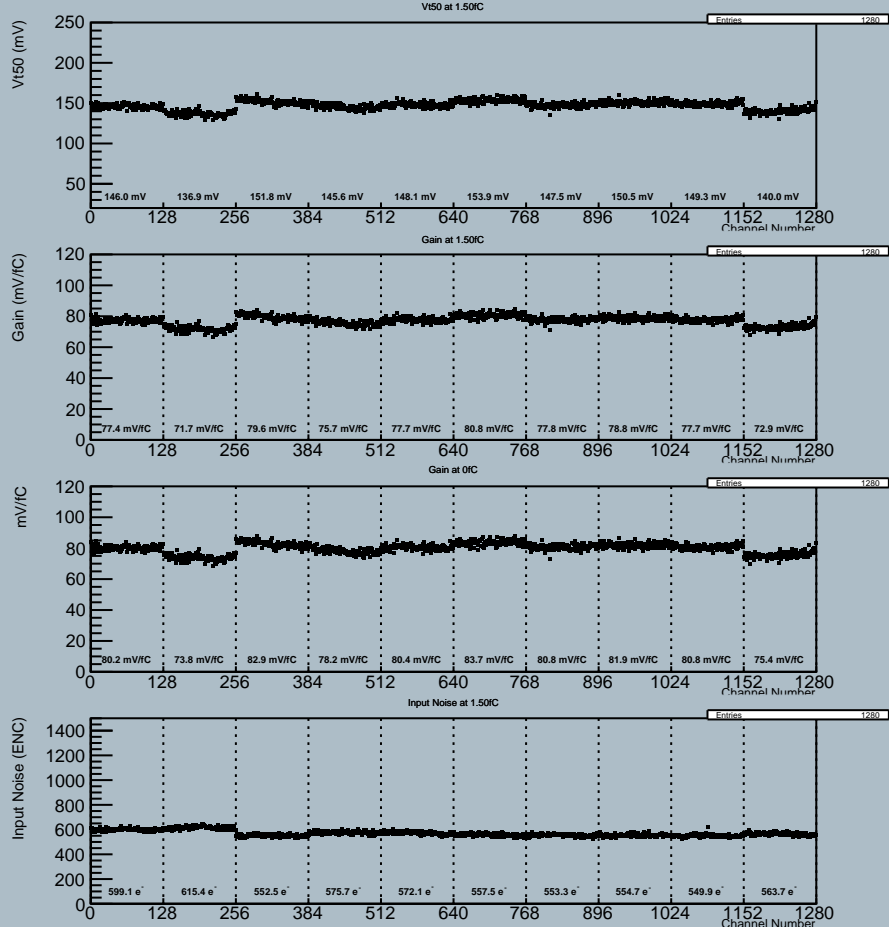 Vt50 at 1.50fC
Entries 1280
Vt50 (mV)
250
200
150
100
50
146.0 mV 136.9 mV 151.8 mV 145.6 mV 148.1 mV 153.9 mV 147.5 mV 150.5 mV 149.3 mV 140.0 mV
0 128 256 384 512 640 768 896 1024 1152 1280
Channel Number
Gain at 1.50fC
Entries 1280
Gain (mV/fC)
120
100
80
60
40
20
0
77.4 mV/fC 71.7 mV/fC 79.6 mV/fC 75.7 mV/fC 77.7 mV/fC 80.8 mV/fC 77.8 mV/fC 78.8 mV/fC 77.7 mV/fC 72.9 mV/fC
0 128 256 384 512 640 768 896 1024 1152 1280
Channel Number
Gain at 0fC
Entries 1280
mV/fC
120
100
80
60
40
20
0
80.2 mV/fC 73.8 mV/fC 82.9 mV/fC 78.2 mV/fC 80.4 mV/fC 83.7 mV/fC 80.8 mV/fC 81.9 mV/fC 80.8 mV/fC 75.4 mV/fC
0 128 256 384 512 640 768 896 1024 1152 1280
Channel Number
Input Noise at 1.50fC
Entries 1280
Input Noise (ENC)
1400
1200
1000
800
600
400
200
0
599.1 e⁻ 615.4 e⁻ 552.5 e⁻ 575.7 e⁻ 572.1 e⁻ 557.5 e⁻ 553.3 e⁻ 554.7 e⁻ 549.9 e⁻ 563.7 e⁻
0 128 256 384 512 640 768 896 1024 1152 1280
Channel Number